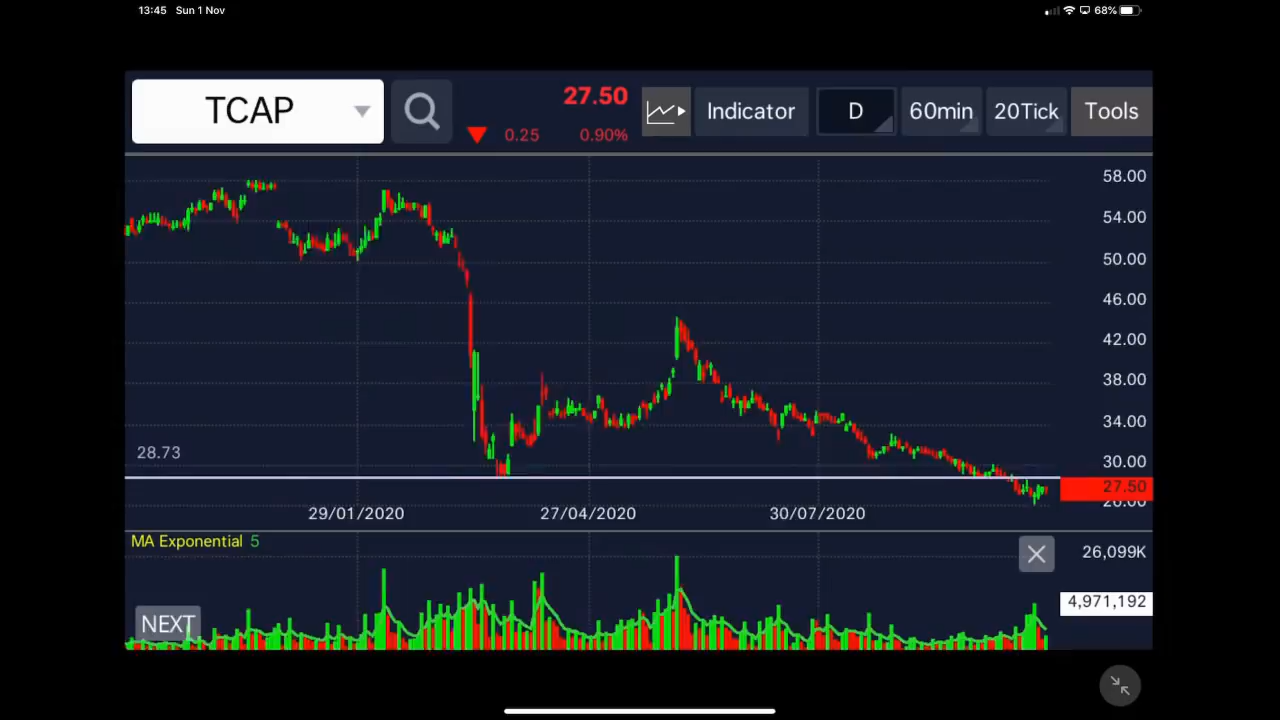 13:45 Sun 1 Nov
68%
TCAP
27.50
0.25 0.90%
Indicator
D
60min
20Tick
Tools
58.00
54.00
50.00
46.00
42.00
38.00
34.00
28.73
30.00
27.50
26.00
29/01/2020 27/04/2020 30/07/2020
MA Exponential 5
26,099K
4,971,192
NEXT